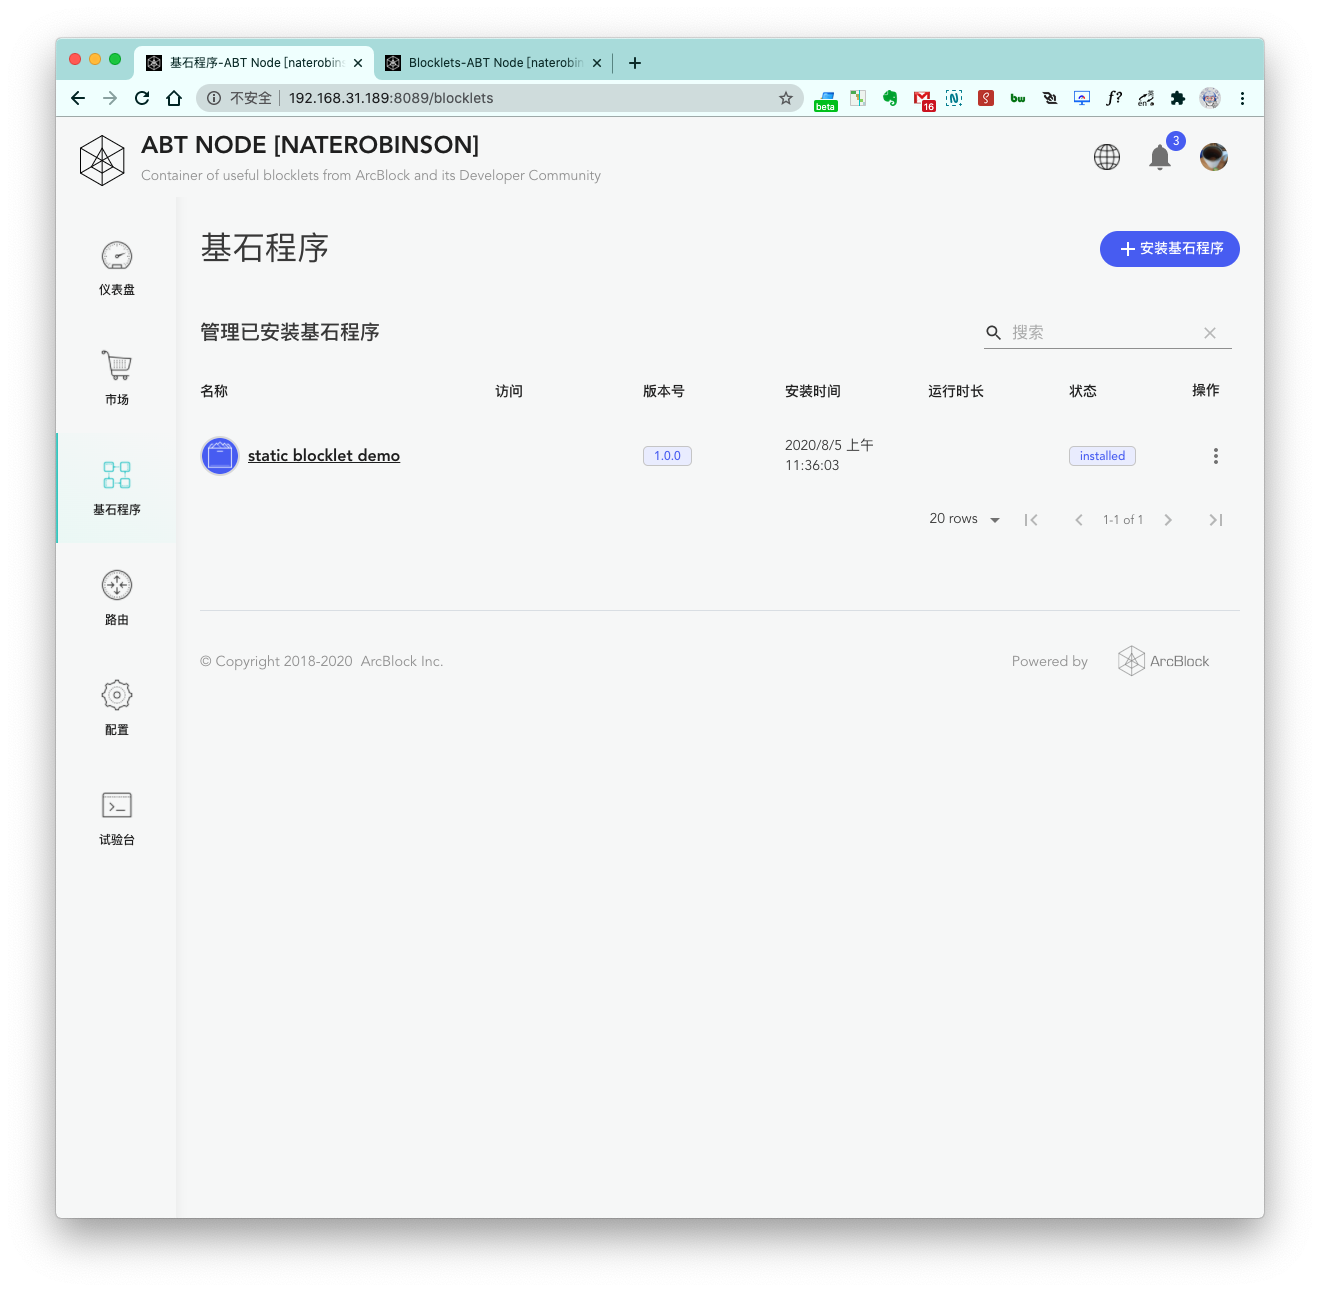 基石程序-ABT Node [naterobins
Blocklets-ABT Node [naterobin
不安全
192.168.31.189:8089/blocklets
beta
16
bw
f?
en
ABT NODE [NATEROBINSON]
Container of useful blocklets from ArcBlock and its Developer Community
3
仪表盘
市场
基石程序
路由
配置
试验台
基石程序
安装基石程序
管理已安装基石程序
搜索
名称 访问 版本号 安装时间 运行时长 状态 操作
static blocklet demo 1.0.0 2020/8/5 上午 installed
11:36:03
20 rows 1-1 of 1
© Copyright 2018-2020 ArcBlock Inc.
Powered by ArcBlock